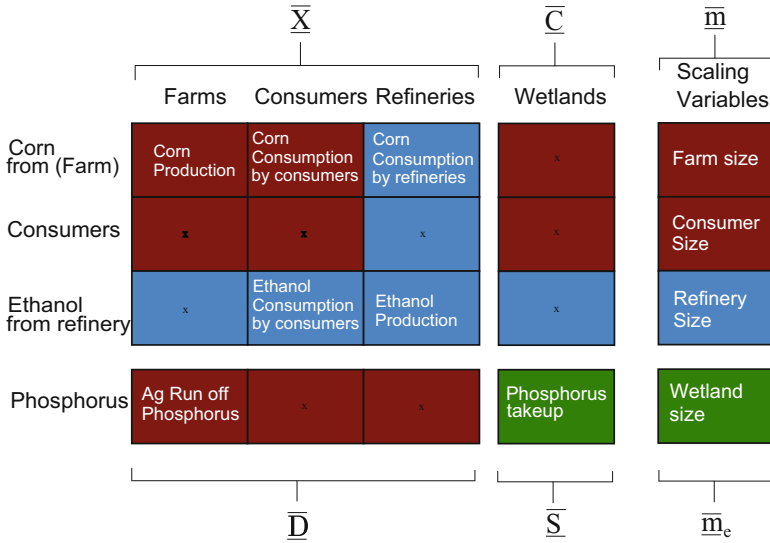 X
C
m
Scaling
Variables
Farms
Consumers
Refineries
Wetlands
Corn
from (Farm)
Corn
Production
Corn
Consumption
by consumers
Corn
Consumption
by refineries
x
Farm size
Consumers
x
x
x
x
Consumer
Size
Ethanol
from refinery
x
Ethanol
Consumption
by consumers
Ethanol
Production
x
Refinery
Size
Phosphorus
Ag Run off
Phosphorus
x
x
Phosphorus
takeup
Wetland
size
D
S
mₑ